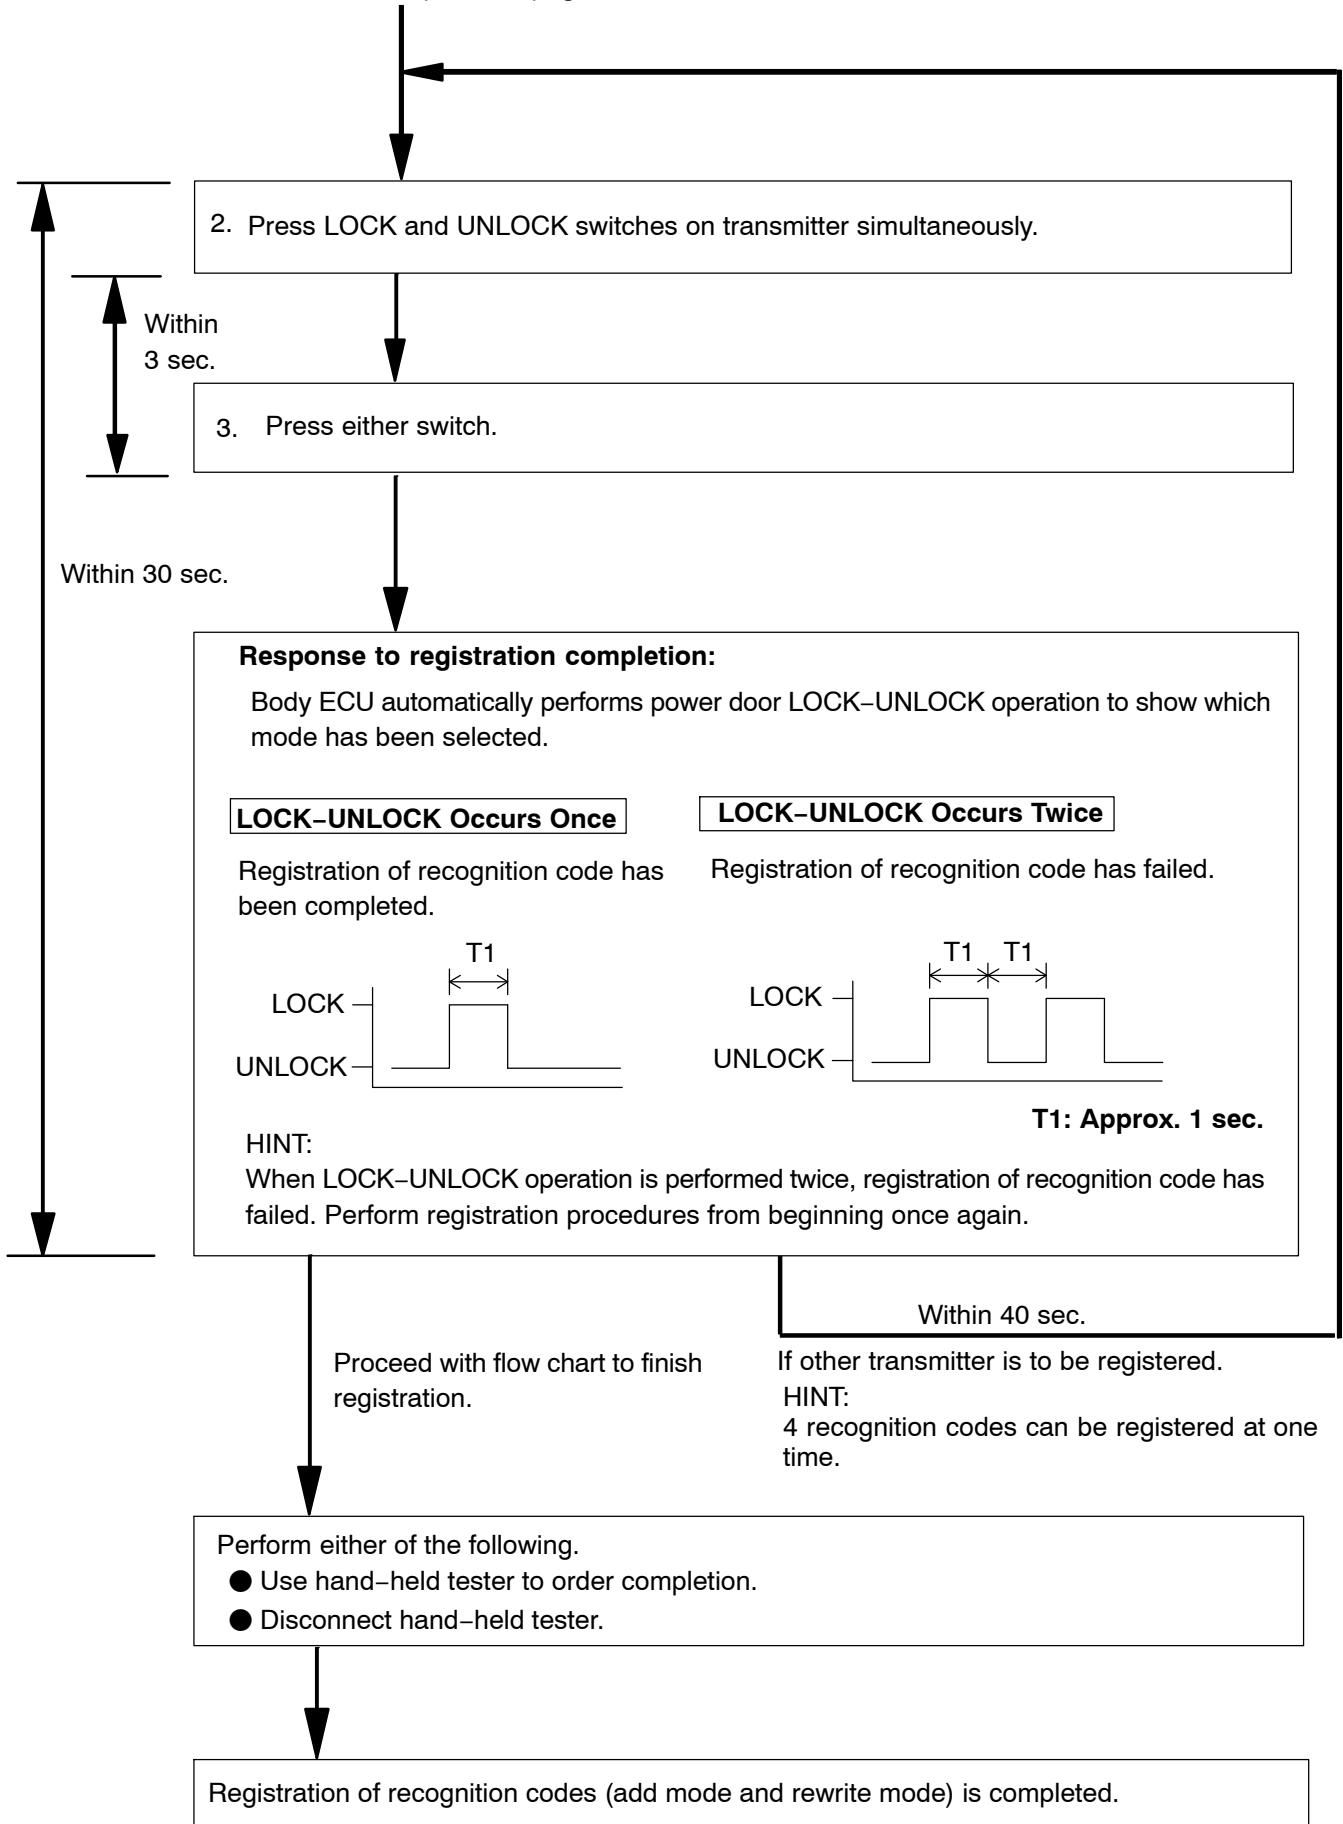 2. Press LOCK and UNLOCK switches on transmitter simultaneously.
Within
3 sec.
3. Press either switch.
Within 30 sec.
Response to registration completion:
Body ECU automatically performs power door LOCK–UNLOCK operation to show which
mode has been selected.
LOCK–UNLOCK Occurs Once
LOCK–UNLOCK Occurs Twice
Registration of recognition code has
been completed.
Registration of recognition code has failed.
T1
LOCK
UNLOCK
T1 T1
LOCK
UNLOCK
T1: Approx. 1 sec.
HINT:
When LOCK–UNLOCK operation is performed twice, registration of recognition code has
failed. Perform registration procedures from beginning once again.
Within 40 sec.
Proceed with flow chart to finish
registration.
If other transmitter is to be registered.
HINT:
4 recognition codes can be registered at one
time.
Perform either of the following.
● Use hand–held tester to order completion.
● Disconnect hand–held tester.
Registration of recognition codes (add mode and rewrite mode) is completed.